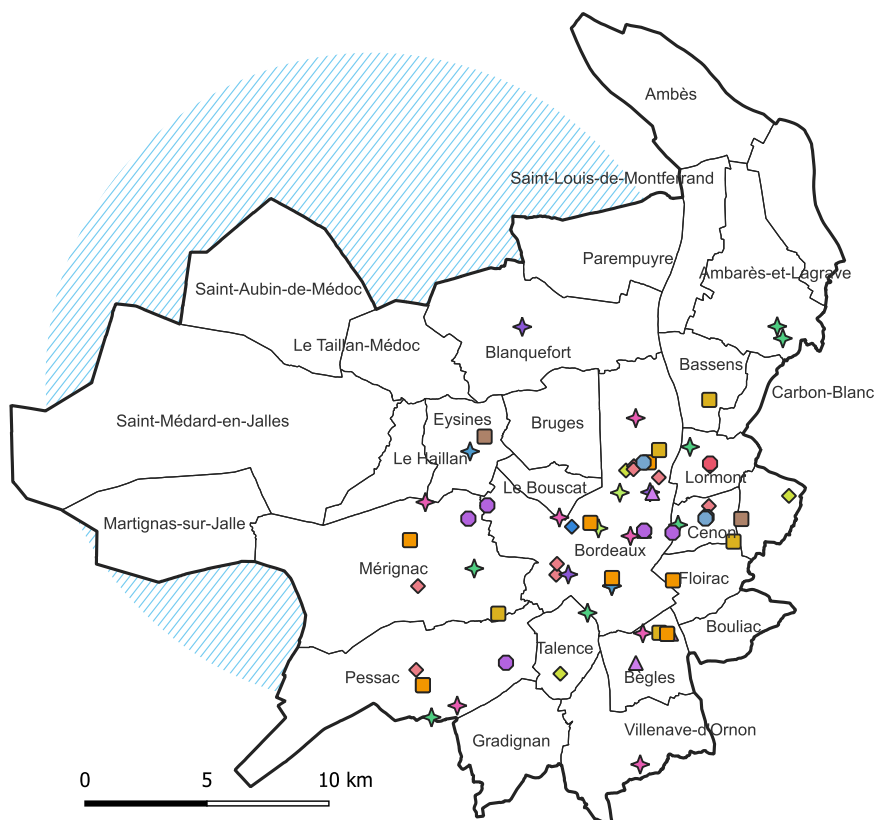 Ambès
Saint-Louis-de-Montferrand
Parempuyre
Ambarès-et-Lagrave
Saint-Aubin-de-Médoc
Le Taillan-Médoc
Blanquefort
Bassens
Carbon-Blanc
Saint-Médard-en-Jalles
Eysines
Bruges
Le Haillan
Lormont
Le Bouscat
Martignas-sur-Jalle
Cenon
Bordeaux
Mérignac
Floirac
Bouliac
Talence
Pessac
Bègles
Villenave-d'Ornon
Gradignan
0 5 10 km